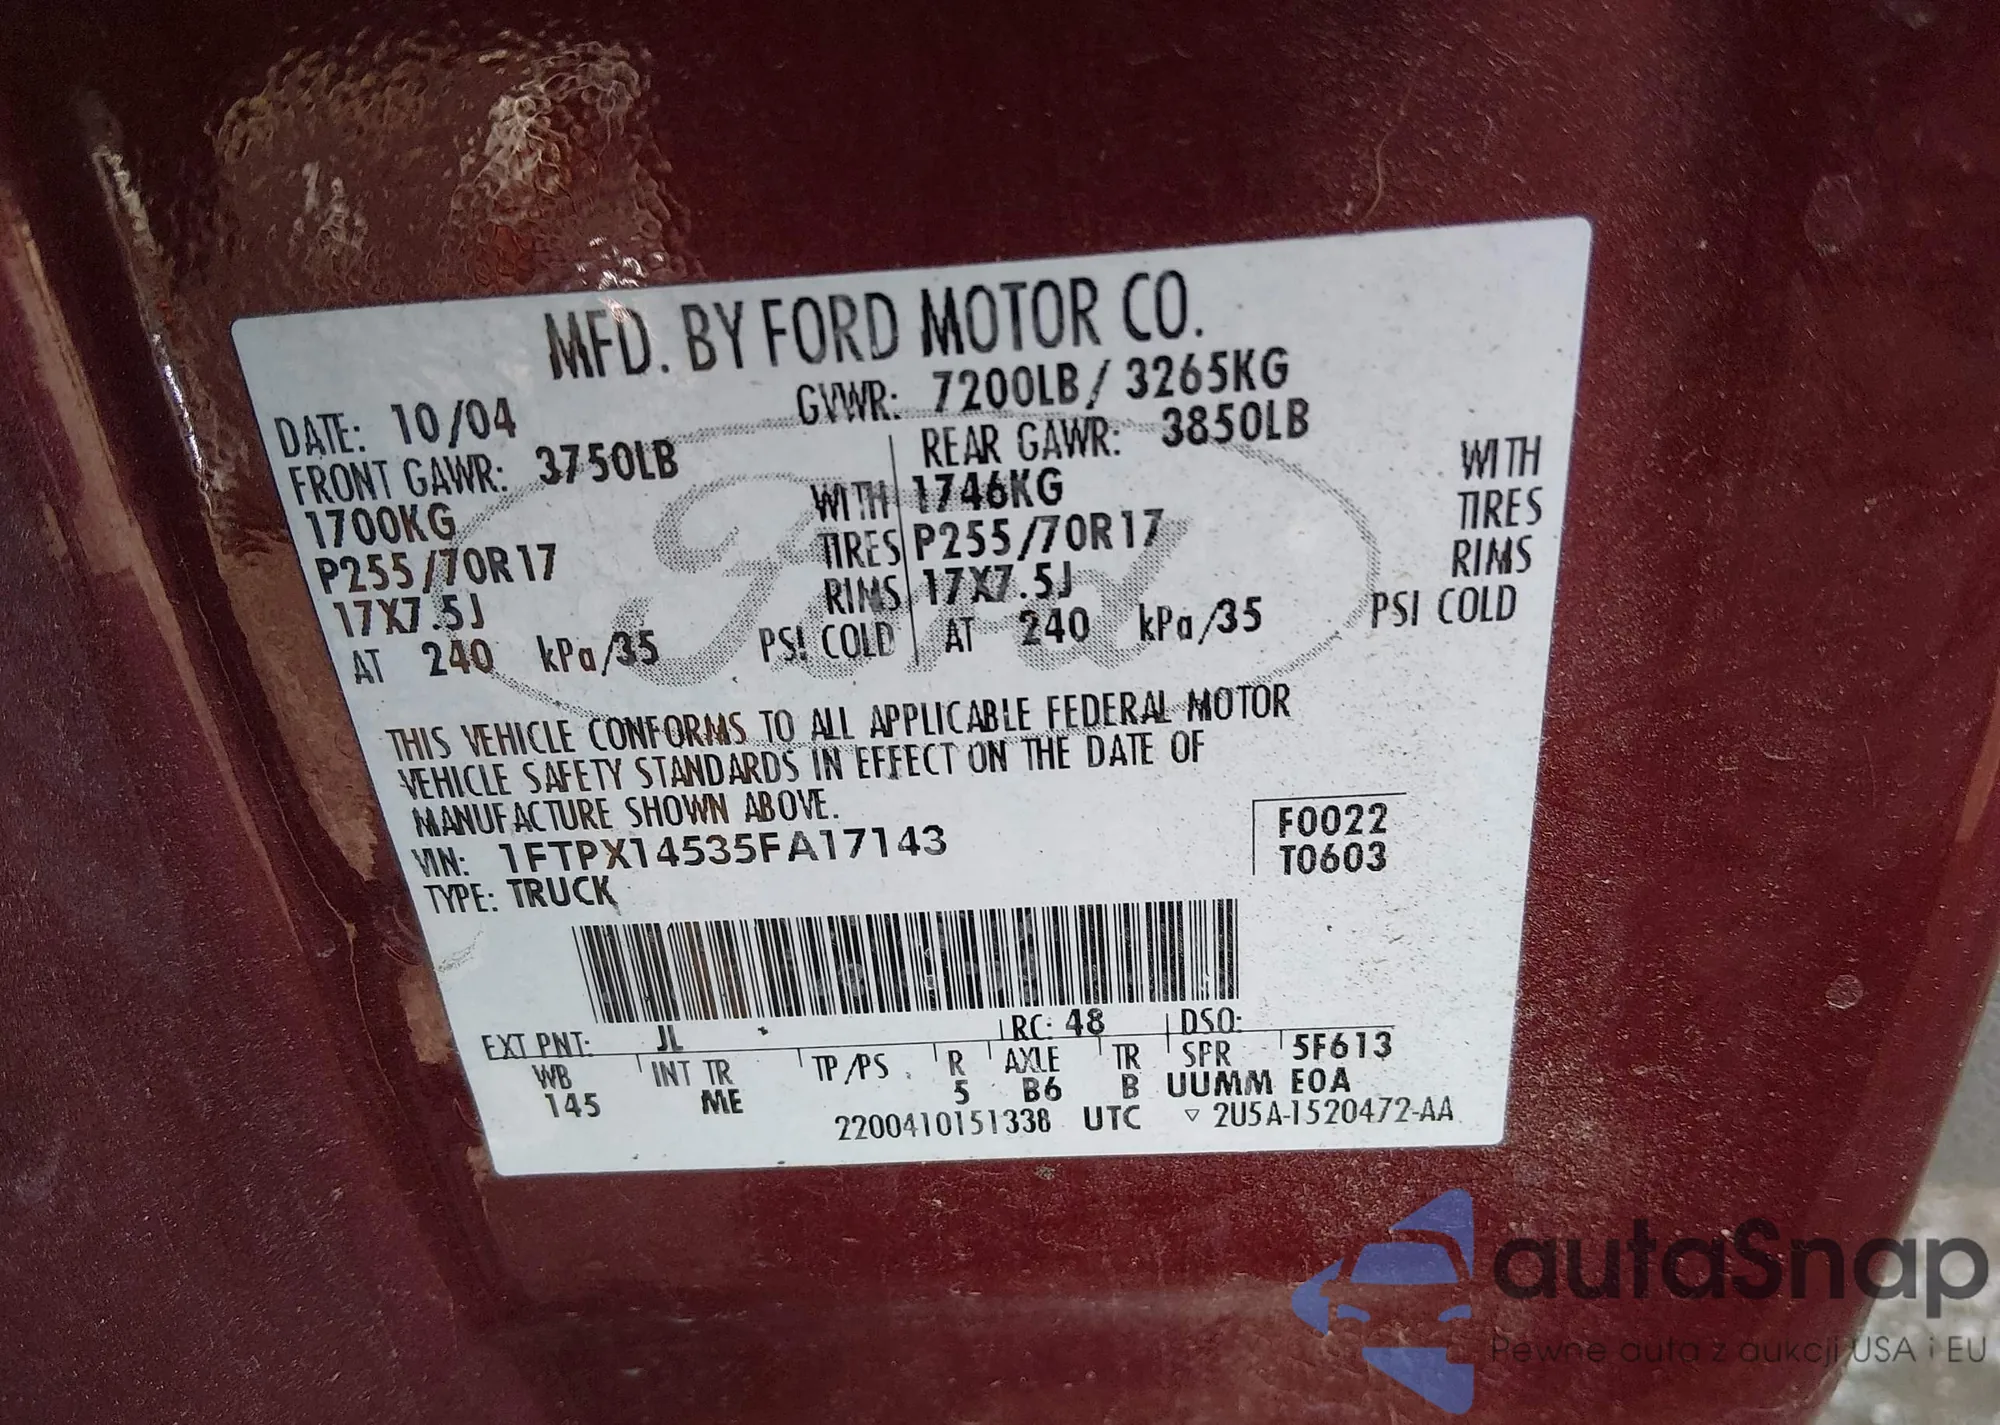 MFD. BY FORD MOTOR CO.
DATE: 10/04 GVWR: 7200LB / 3265KG
FRONT GAWR: 3750LB REAR GAWR: 3850LB
1700KG WITH 1746KG WITH
P255/70R17 TIRES P255/70R17 TIRES
17X7.5J RIMS 17X7.5J RIMS
AT 240 kPa/35 PSI COLD AT 240 kPa/35 PSI COLD
Ford
THIS VEHICLE CONFORMS TO ALL APPLICABLE FEDERAL MOTOR
VEHICLE SAFETY STANDARDS IN EFFECT ON THE DATE OF
MANUFACTURE SHOWN ABOVE.
VIN: 1FTPX14535FA17143 F0022
TYPE: TRUCK T0603
EXT PNT: JL RC: 48 DSO:
WB INT TR TP/PS R AXLE TR SPR 5F613
145 ME 5 B6 B UUMM E0A
2200410151338 UTC ▽ 2U5A-1520472-AA
autaSnap
Pewne auta z aukcji USA i EU